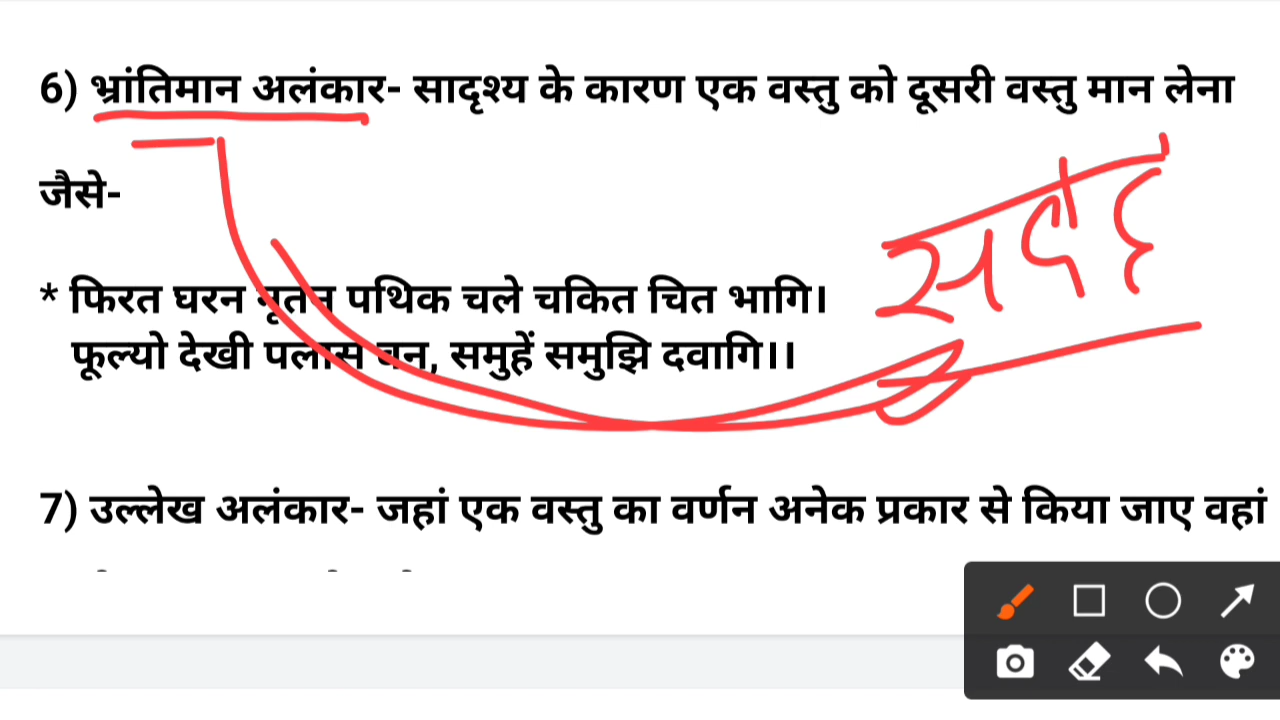 6) भ्रांतिमान अलंकार- सादृश्य के कारण एक वस्तु को दूसरी वस्तु मान लेना
जैसे-
संदेह
* फिरत घरन नूतन पथिक चले चकित चित भागि।
फूल्यो देखी पलास वन, समुहें समुझि दवागि।।
7) उल्लेख अलंकार- जहां एक वस्तु का वर्णन अनेक प्रकार से किया जाए वहां